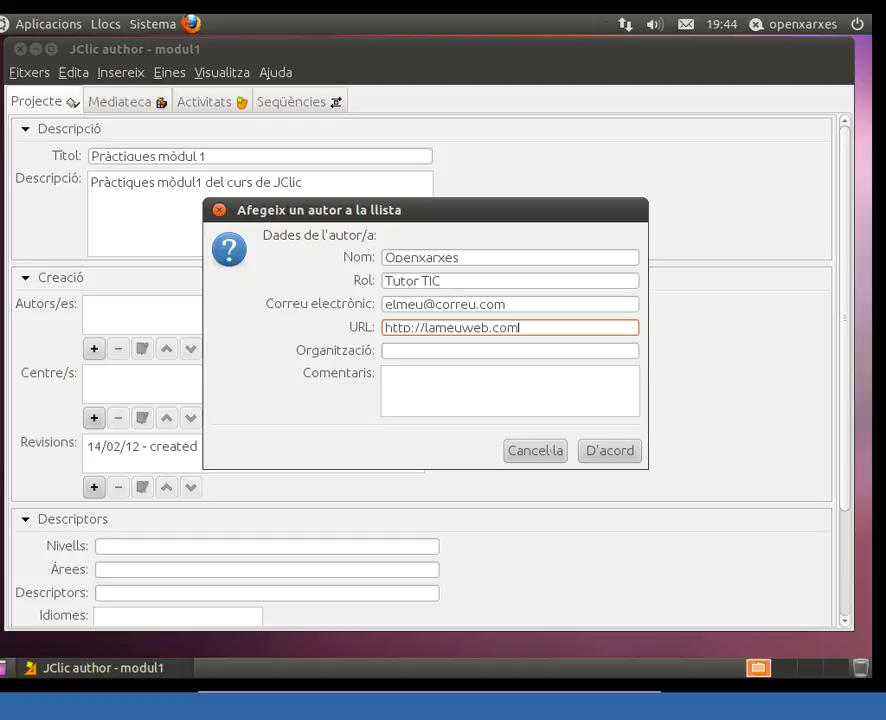 Aplicacions Llocs Sistema 19:44 openxarxes
JClic author - modul1
Fitxers Edita Insereix Eines Visualitza Ajuda
Projecte Mediateca Activitats Seqüències
Descripció
Títol: Pràctiques mòdul 1
Descripció: Pràctiques mòdul1 del curs de JClic
Afegeix un autor a la llista
Dades de l'autor/a:
Nom: Openxarxes
Rol: Tutor TIC
Correu electrònic: elmeu@correu.com
URL: http://lameuweb.com
Organització:
Comentaris:
Cancel·la D'acord
Creació
Autors/es:
Centre/s:
Revisions: 14/02/12 - created
Descriptors
Nivells:
Àrees:
Descriptors:
Idiomes:
JClic author - modul1